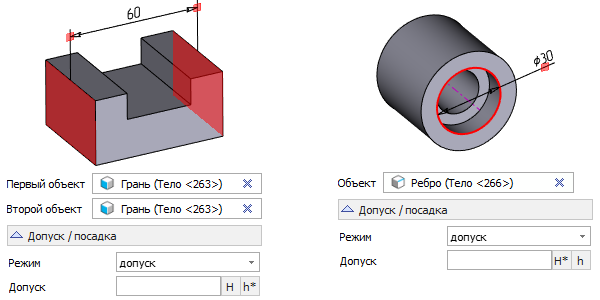 60
⌀30
Первый объект Грань (Тело <263>)
Второй объект Грань (Тело <263>)
Допуск / посадка
Режим допуск
Допуск H h*
Объект Ребро (Тело <266>)
Допуск / посадка
Режим допуск
Допуск H* h